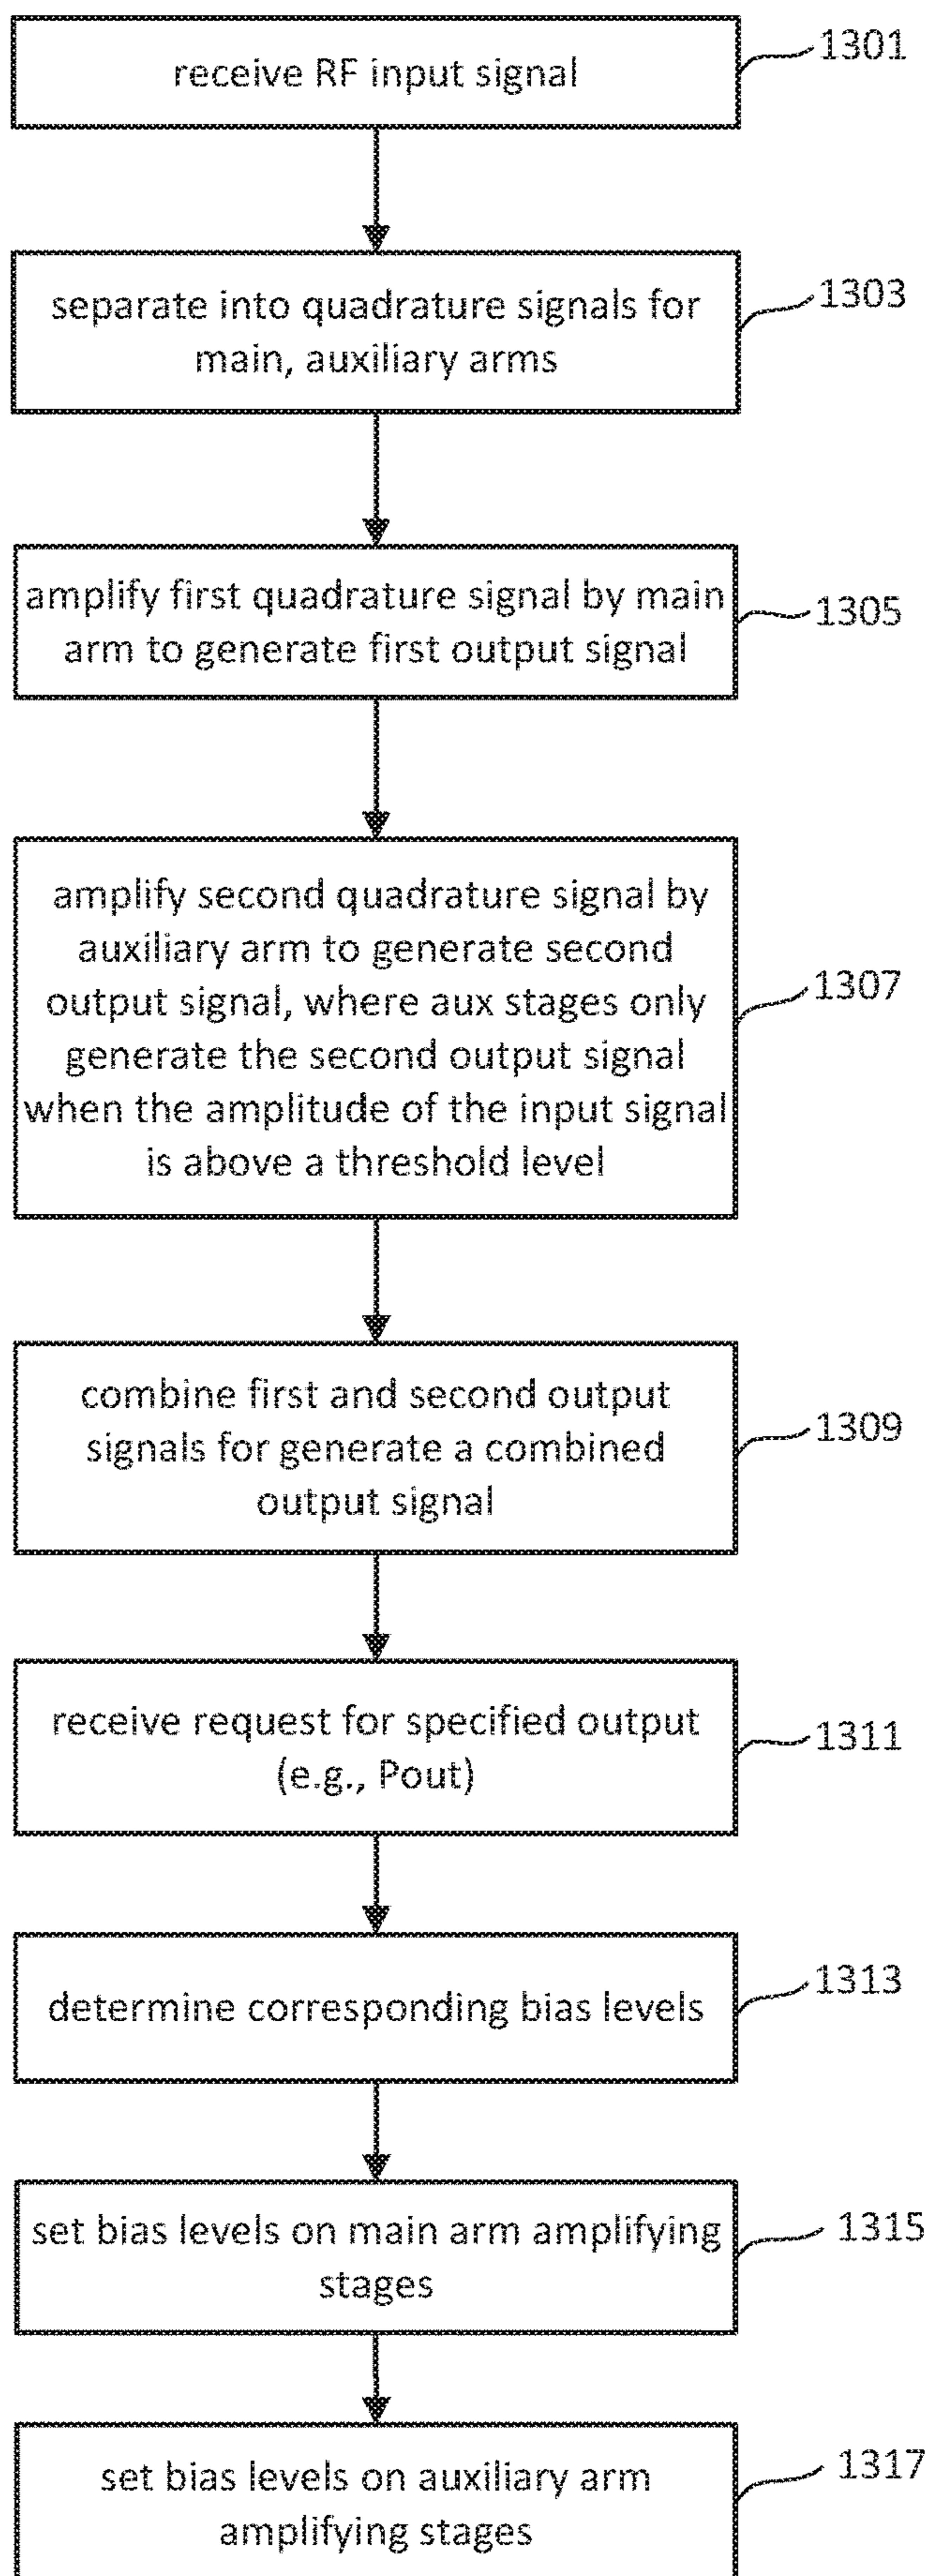 receive RF input signal
1301
separate into quadrature signals for
main, auxiliary arms
1303
amplify first quadrature signal by main
arm to generate first output signal
1305
amplify second quadrature signal by
auxiliary arm to generate second
output signal, where aux stages only
generate the second output signal
when the amplitude of the input signal
is above a threshold level
1307
combine first and second output
signals for generate a combined
output signal
1309
receive request for specified output
(e.g., Pout)
1311
determine corresponding bias levels
1313
set bias levels on main arm amplifying
stages
1315
set bias levels on auxiliary arm
amplifying stages
1317